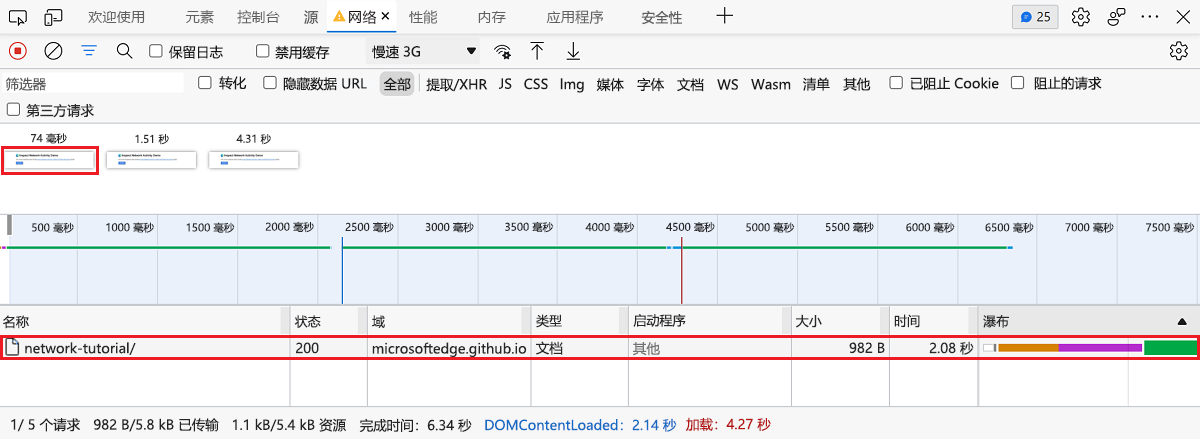 欢迎使用 元素 控制台 源 网络 性能 内存 应用程序 安全性 25
保留日志 禁用缓存 慢速 3G
筛选器 转化 隐藏数据 URL 全部 提取/XHR JS CSS Img 媒体 字体 文档 WS Wasm 清单 其他 已阻止 Cookie 阻止的请求
第三方请求
74 毫秒 1.51 秒 4.31 秒
500 毫秒 1000 毫秒 1500 毫秒 2000 毫秒 2500 毫秒 3000 毫秒 3500 毫秒 4000 毫秒 4500 毫秒 5000 毫秒 5500 毫秒 6000 毫秒 6500 毫秒 7000 毫秒 7500 毫秒
名称 状态 域 类型 启动程序 大小 时间 瀑布
network-tutorial/ 200 microsoftedge.github.io 文档 其他 982 B 2.08 秒
1/ 5 个请求 982 B/5.8 kB 已传输 1.1 kB/5.4 kB 资源 完成时间：6.34 秒 DOMContentLoaded：2.14 秒 加载：4.27 秒